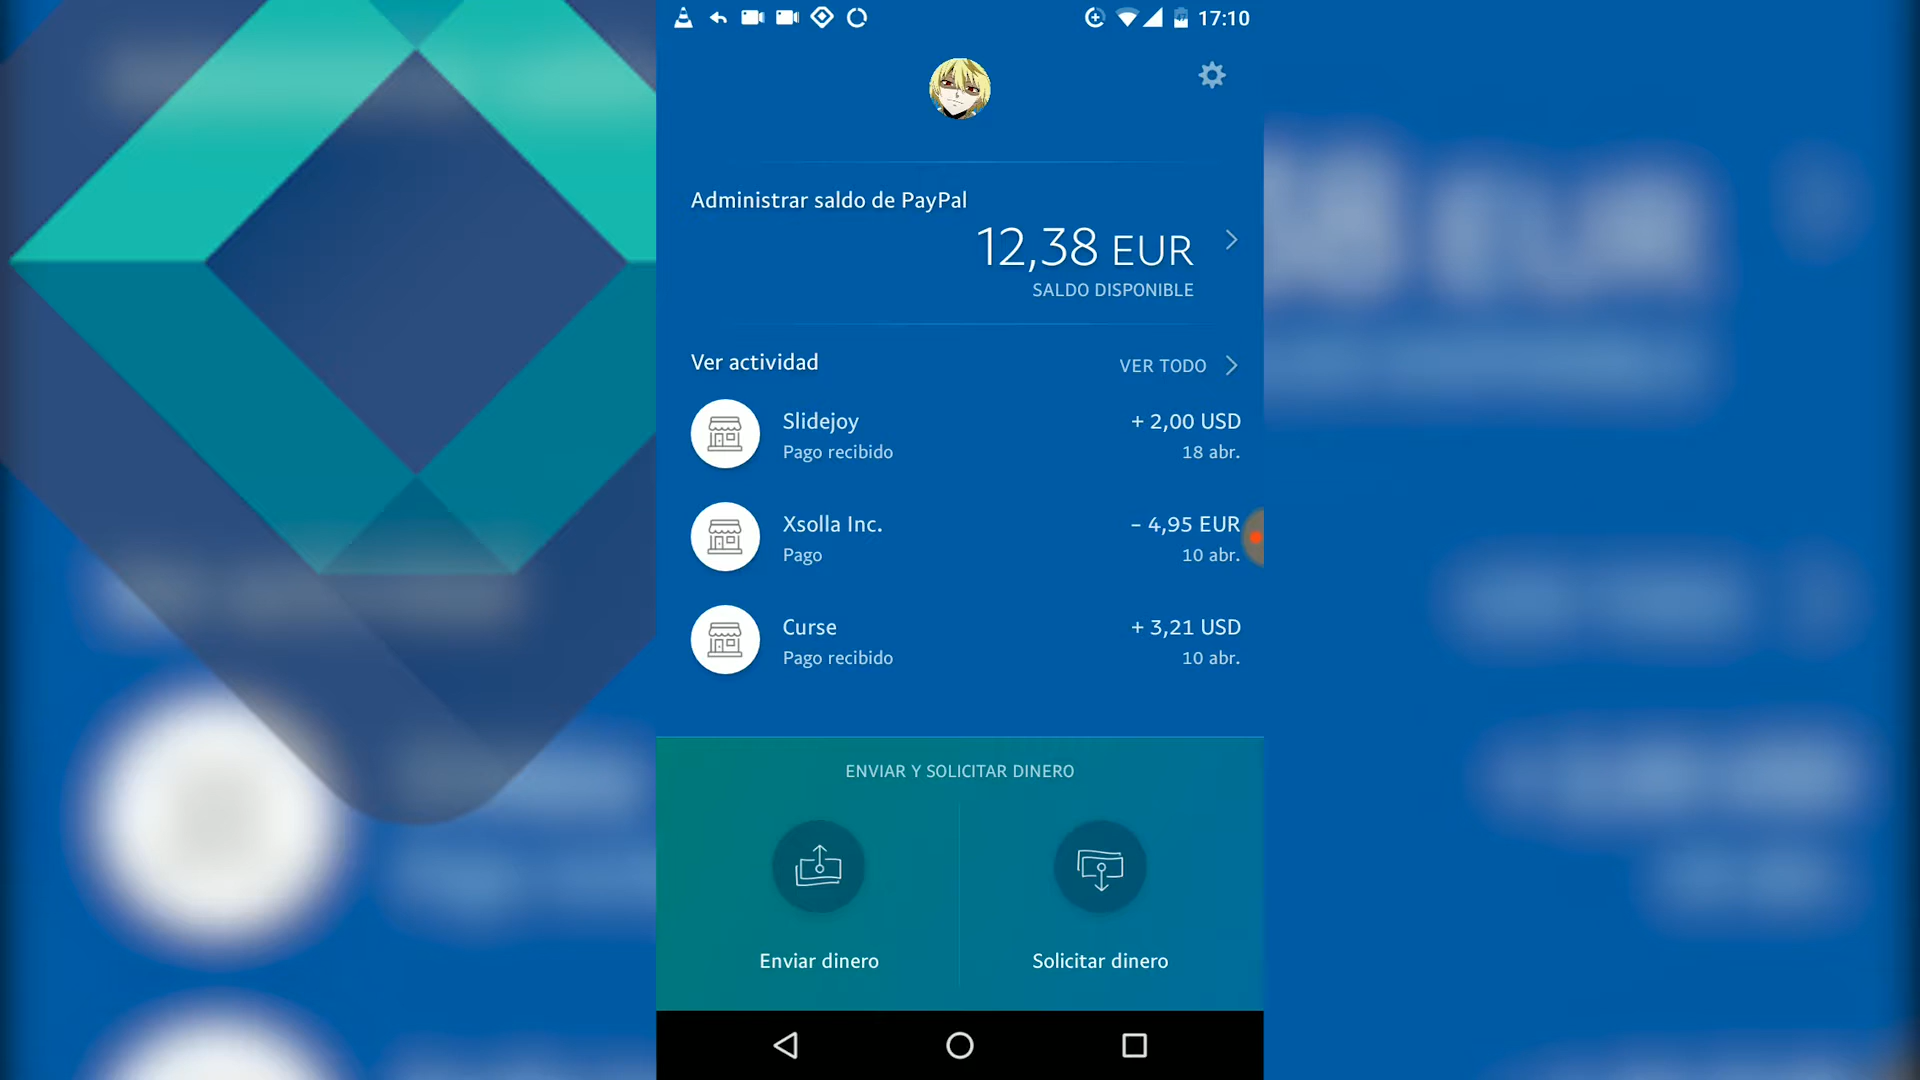 17:10
Administrar saldo de PayPal
12,38 EUR
SALDO DISPONIBLE
Ver actividad
VER TODO
Slidejoy
+ 2,00 USD
Pago recibido
18 abr.
Xsolla Inc.
- 4,95 EUR
Pago
10 abr.
Curse
+ 3,21 USD
Pago recibido
10 abr.
ENVIAR Y SOLICITAR DINERO
Enviar dinero
Solicitar dinero